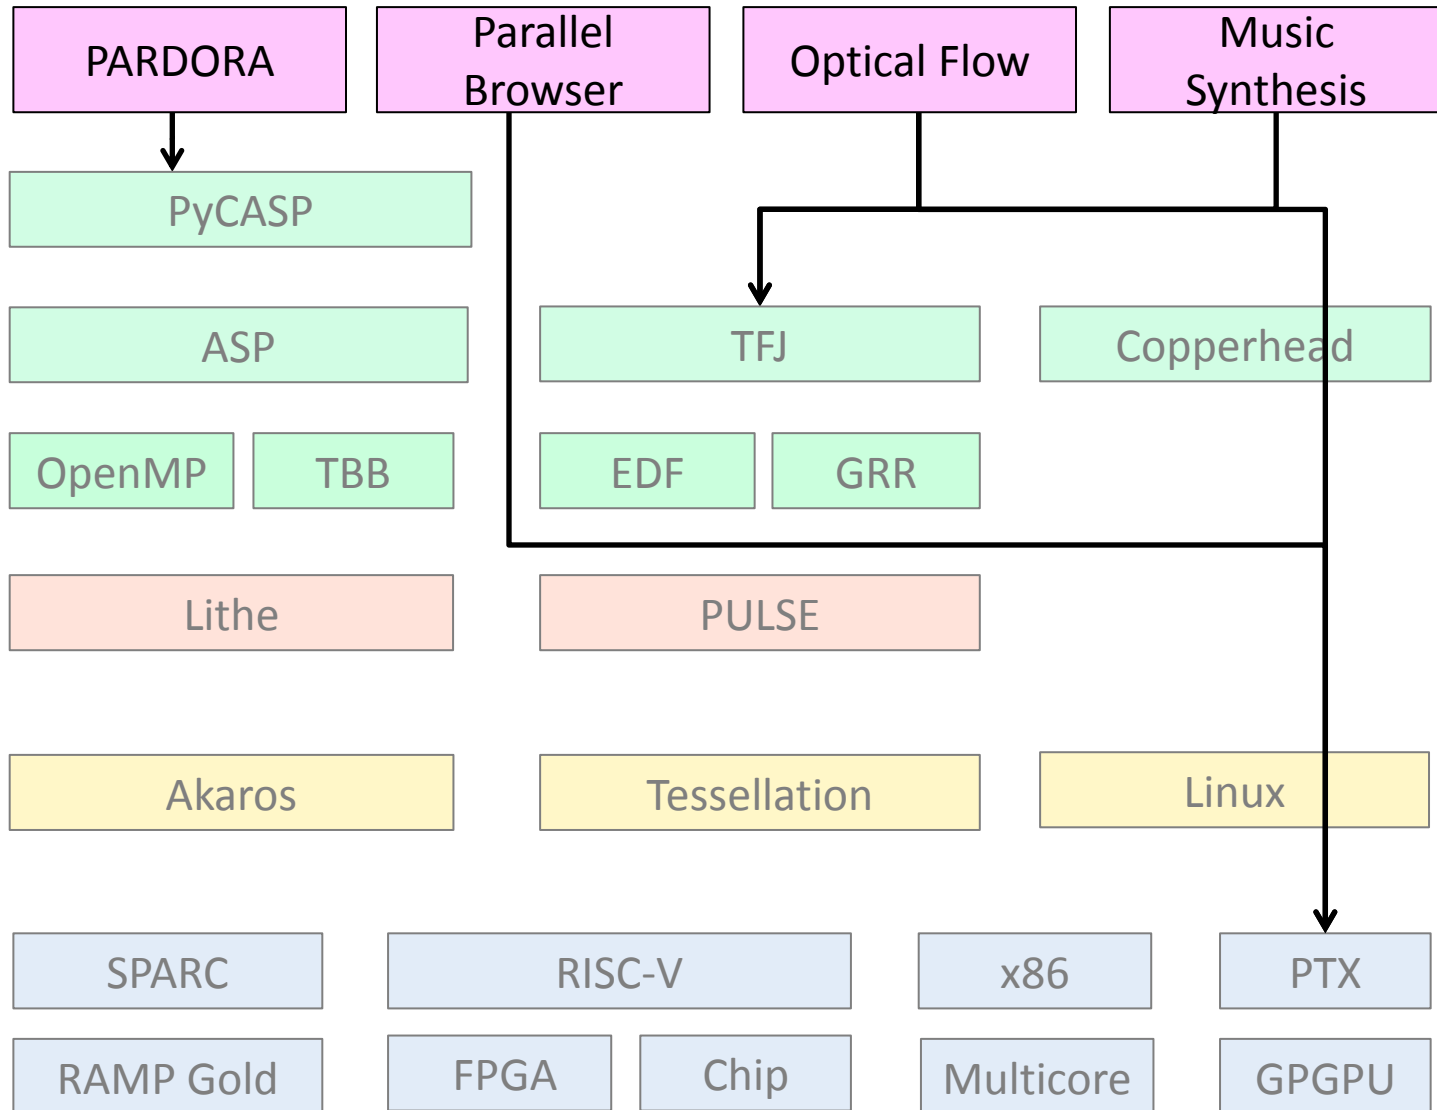 PARDORA
Parallel
Browser
Optical Flow
Music
Synthesis
PyCASP
ASP
TFJ
Copperhead
OpenMP
TBB
EDF
GRR
Lithe
PULSE
Akaros
Tessellation
Linux
SPARC
RISC-V
x86
PTX
RAMP Gold
FPGA
Chip
Multicore
GPGPU